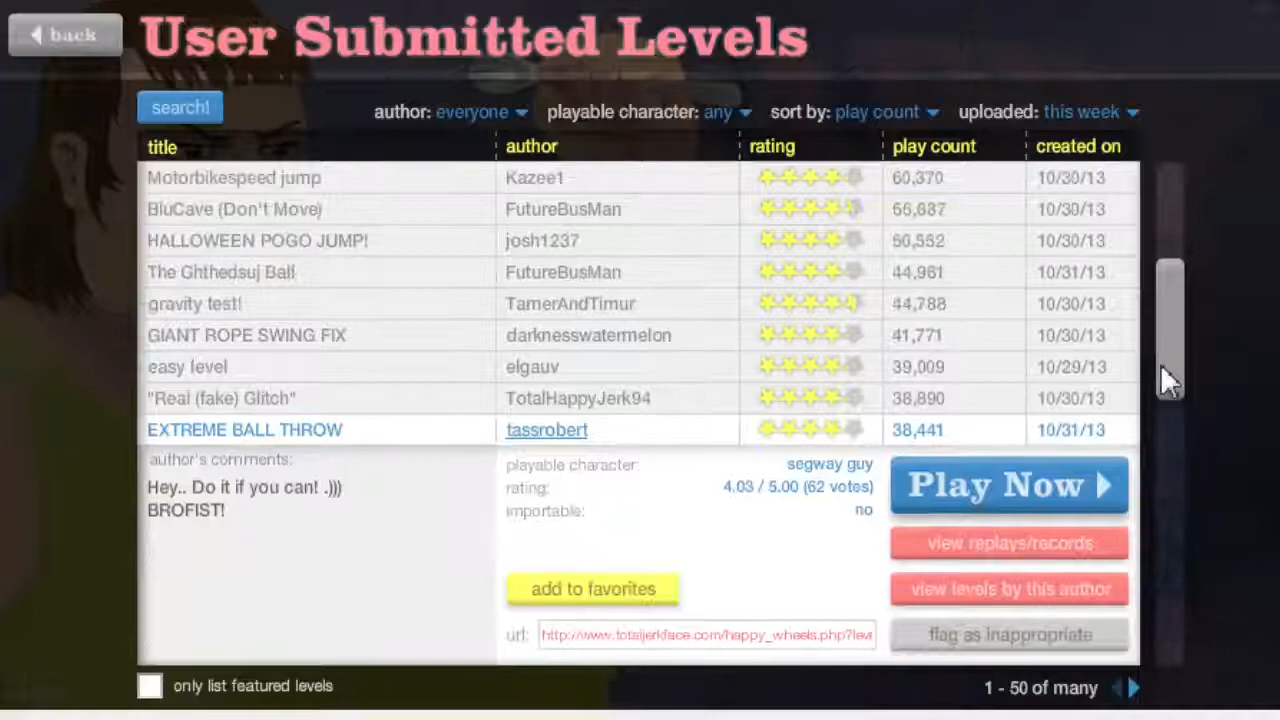 back
User Submitted Levels
search!
author: everyone playable character: any sort by: play count uploaded: this week
title author rating play count created on
Motorbikespeed jump Kazee1 60,370 10/30/13
BluCave (Don't Move) FutureBusMan 55,687 10/30/13
HALLOWEEN POGO JUMP! josh1237 50,552 10/30/13
The Ghthedsuj Ball FutureBusMan 44,961 10/31/13
gravity test! TamerAndTimur 44,788 10/30/13
GIANT ROPE SWING FIX darknesswatermelon 41,771 10/30/13
easy level elgauv 39,009 10/29/13
"Real (fake) Glitch" TotalHappyJerk94 38,890 10/30/13
EXTREME BALL THROW tassrobert 38,441 10/31/13
author's comments:
Hey.. Do it if you can! .)))
BROFIST!
playable character: segway guy
rating: 4.03 / 5.00 (62 votes)
importable: no
Play Now
view replays/records
add to favorites
view levels by this author
url: http://www.totaljerkface.com/happy_wheels.php?leve
flag as inappropriate
only list featured levels
1 - 50 of many